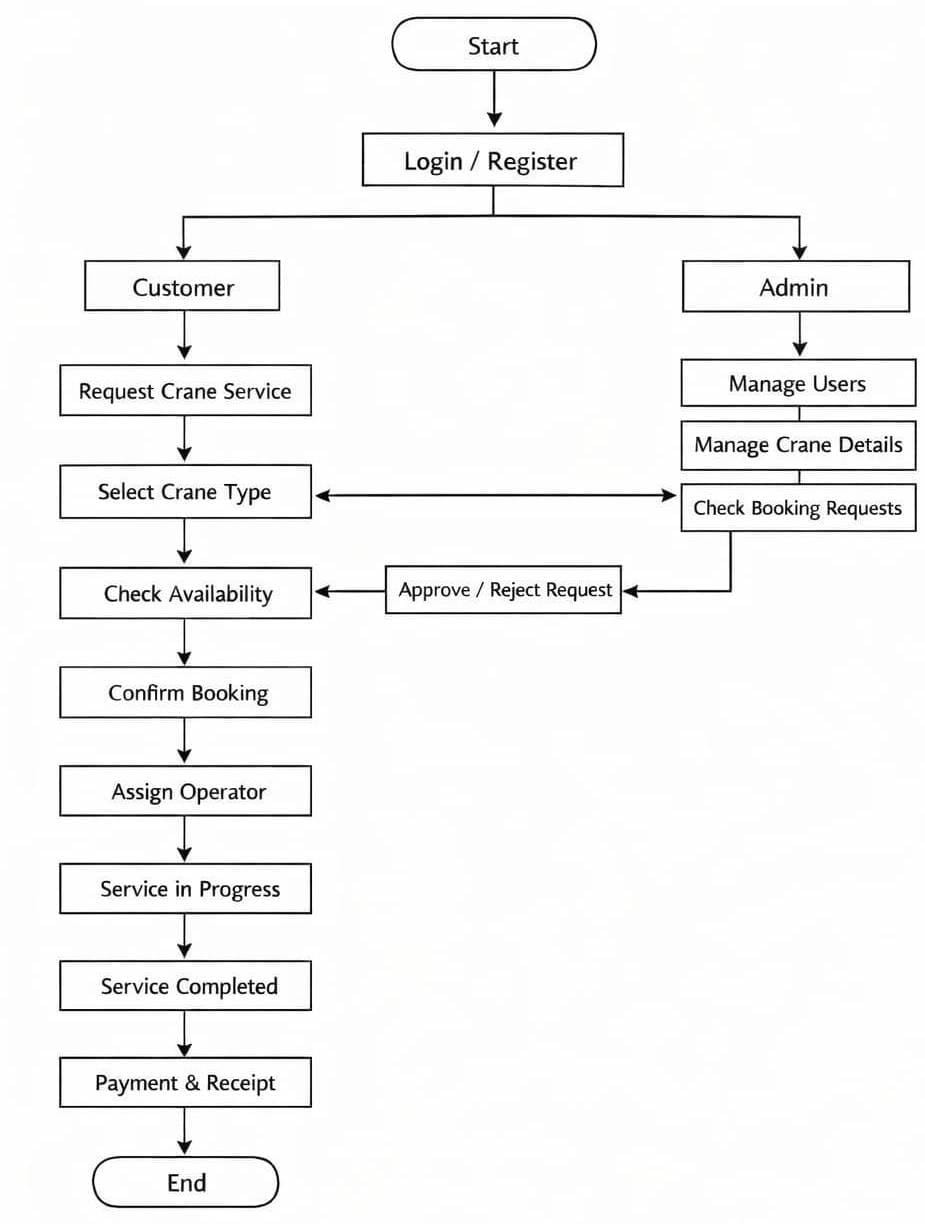 Start
Login / Register
Customer
Admin
Request Crane Service
Manage Users
Manage Crane Details
Select Crane Type
Check Booking Requests
Check Availability
Approve / Reject Request
Confirm Booking
Assign Operator
Service in Progress
Service Completed
Payment & Receipt
End